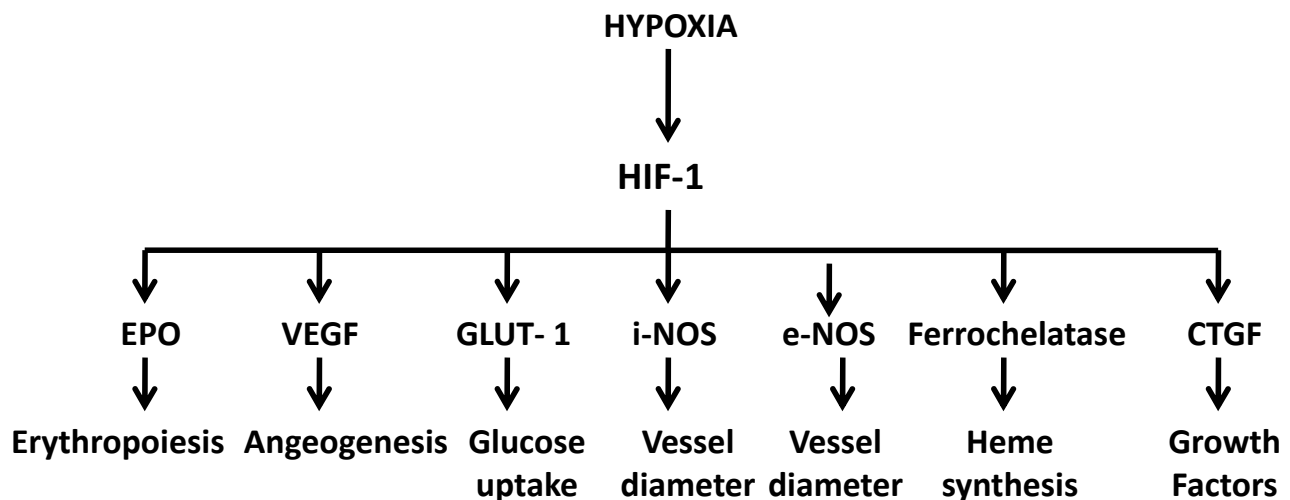 HYPOXIA
HIF-1
EPO VEGF GLUT- 1 i-NOS e-NOS Ferrochelatase CTGF
Erythropoiesis Angeogenesis Glucose Vessel Vessel Heme Growth
uptake diameter diameter synthesis Factors